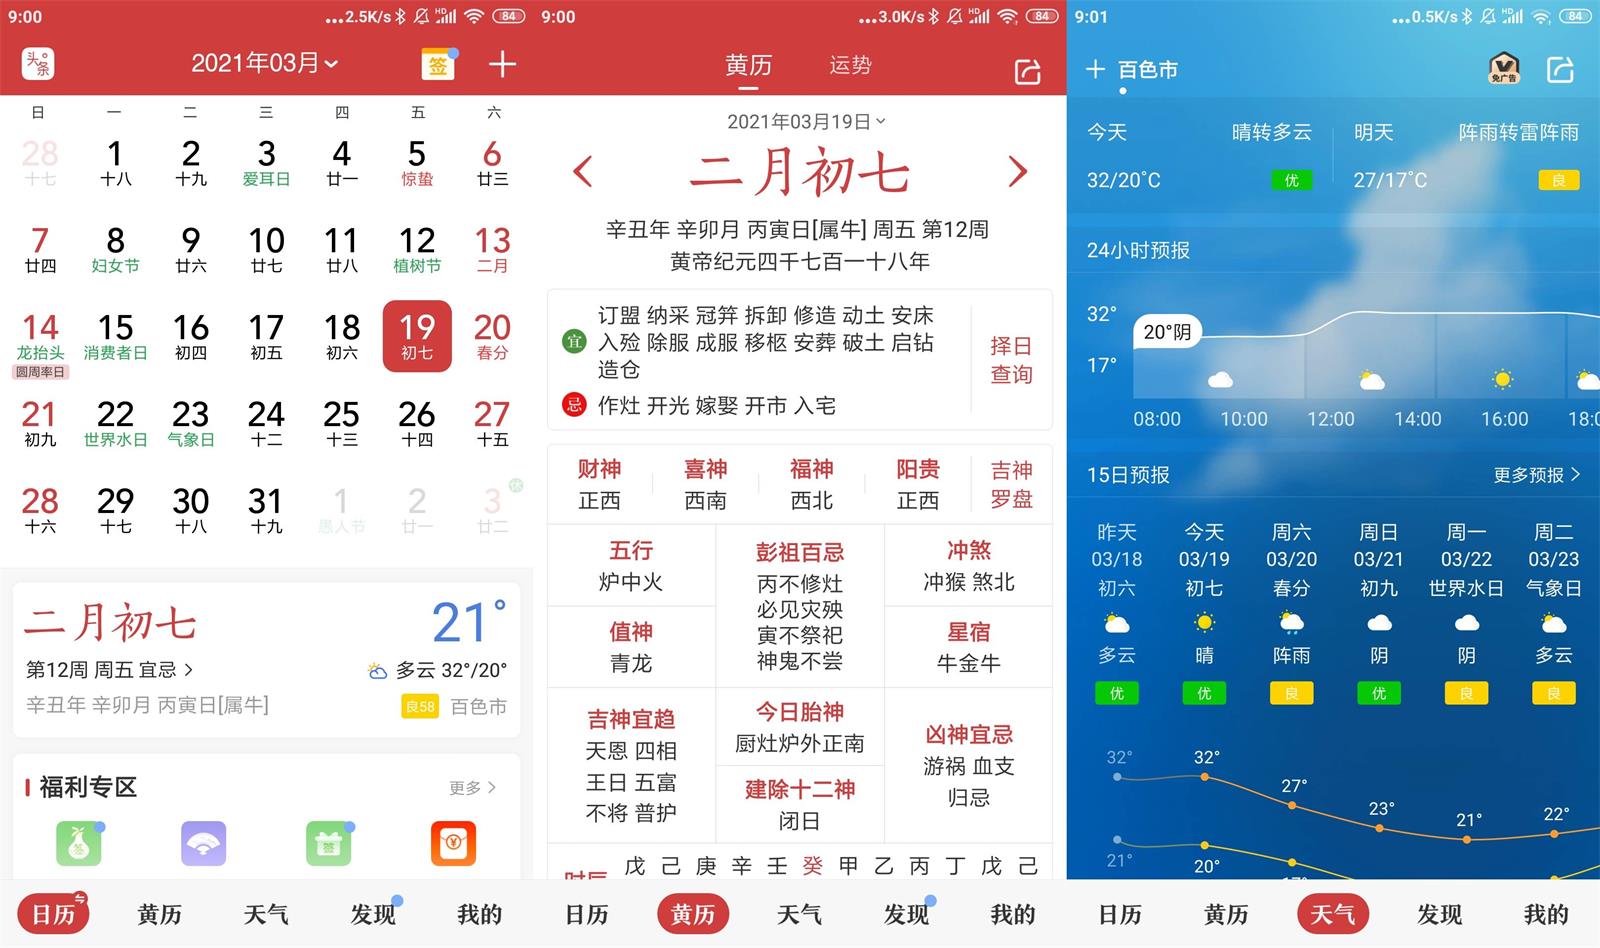 9:00
...2.5K/s HD 84
头条
2021年03月
签
日 一 二 三 四 五 六
28 1 2 3 4 5 6
十七 十八 十九 爱耳日 廿一 惊蛰 廿三
7 8 9 10 11 12 13
廿四 妇女节 廿六 廿七 廿八 植树节 二月
14 15 16 17 18 19 20
龙抬头 消费者日 初四 初五 初六 初七 春分
圆周率日
21 22 23 24 25 26 27
初九 世界水日 气象日 十二 十三 十四 十五
28 29 30 31 1 2 3 休
十六 十七 十八 十九 愚人节 廿一 廿二
二月初七
21°
第12周 周五 宜忌 >
多云 32°/20°
辛丑年 辛卯月 丙寅日[属牛]
良58 百色市
福利专区
更多 >
签 签 ¥
日历 黄历 天气 发现 我的
9:00
...3.0K/s HD 84
黄历 运势
2021年03月19日
二月初七
辛丑年 辛卯月 丙寅日[属牛] 周五 第12周
黄帝纪元四千七百一十八年
宜
订盟 纳采 冠笄 拆卸 修造 动土 安床
入殓 除服 成服 移柩 安葬 破土 启钻
造仓
忌 作灶 开光 嫁娶 开市 入宅
择日
查询
财神 喜神 福神 阳贵
正西 西南 西北 正西
吉神
罗盘
五行
炉中火
值神
青龙
彭祖百忌
丙不修灶
必见灾殃
寅不祭祀
神鬼不尝
冲煞
冲猴 煞北
星宿
牛金牛
吉神宜趋
天恩 四相
王日 五富
不将 普护
今日胎神
厨灶炉外正南
建除十二神
闭日
凶神宜忌
游祸 血支
归忌
时辰
戊 己 庚 辛 壬 癸 甲 乙 丙 丁 戊 己
日历 黄历 天气 发现 我的
9:01
...0.5K/s HD 84
百色市
免广告
今天 晴转多云
32/20°C 优
明天 阵雨转雷阵雨
27/17°C 良
24小时预报
32°
20°阴
17°
08:00 10:00 12:00 14:00 16:00 18:0
15日预报
更多预报 >
昨天 今天 周六 周日 周一 周二
03/18 03/19 03/20 03/21 03/22 03/23
初六 初七 春分 初九 世界水日 气象日
多云 晴 阵雨 阴 阴 多云
优 优 良 优 良 良
32° 32° 27° 23° 21° 22°
21° 20°
日历 黄历 天气 发现 我的